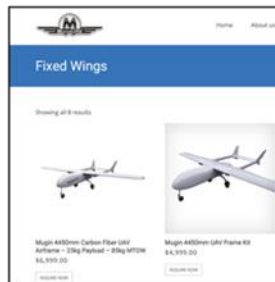 M
Home About us
Fixed Wings
Showing all 8 results
Mugin 4450mm Carbon Fiber UAV
Airframe – 25kg Payload – 85kg MTOW
$6,999.00
INQUIRE NOW
Mugin 4450mm UAV Frame Kit
$4,999.00
INQUIRE NOW